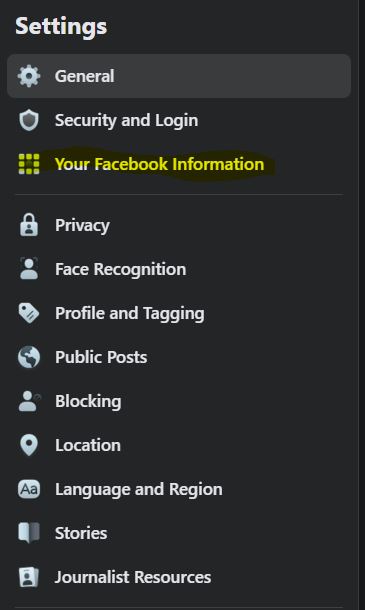 Settings
General
Security and Login
Your Facebook Information
Privacy
Face Recognition
Profile and Tagging
Public Posts
Blocking
Location
Aa Language and Region
Stories
Journalist Resources